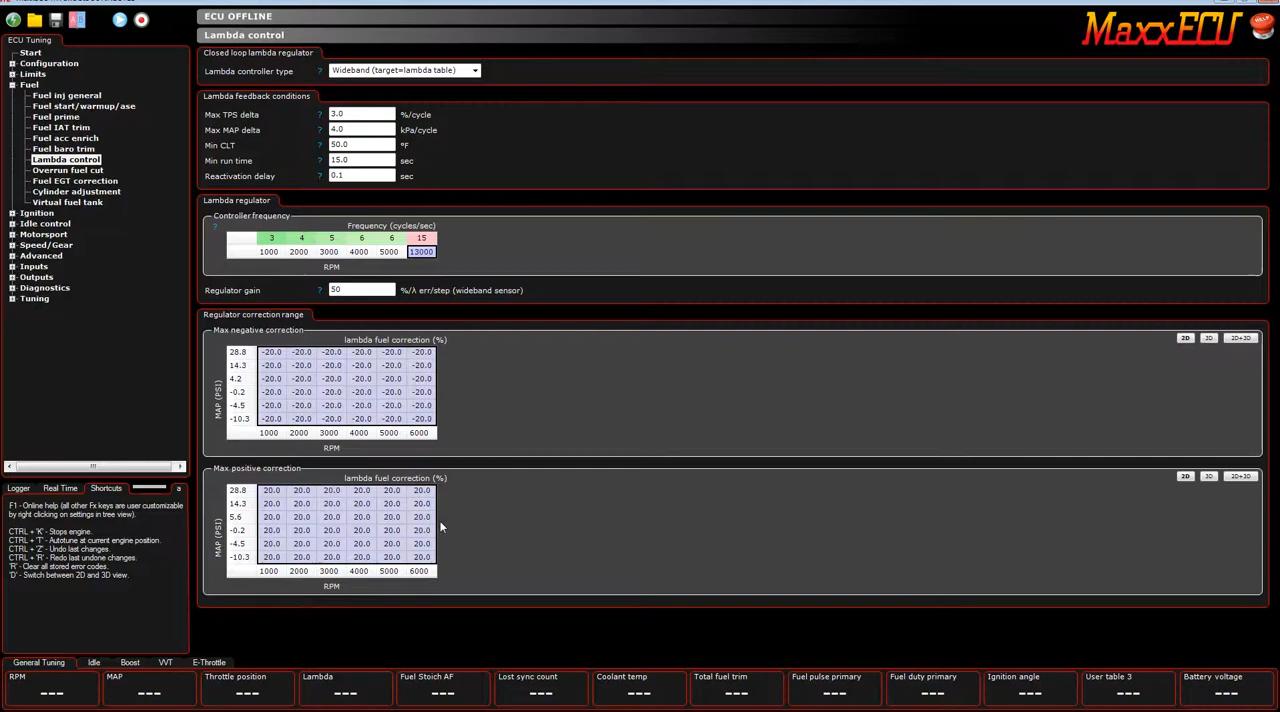 ECU OFFLINE
MaxxECU
HELP
ECU Tuning
Lambda control
Start
Configuration
Limits
Fuel
Fuel inj general
Fuel start/warmup/ase
Fuel prime
Fuel IAT trim
Fuel acc enrich
Fuel baro trim
Lambda control
Overrun fuel cut
Fuel EGT correction
Cylinder adjustment
Virtual fuel tank
Ignition
Idle control
Motorsport
Speed/Gear
Advanced
Inputs
Outputs
Diagnostics
Tuning
Closed loop lambda regulator
Lambda controller type ? Wideband (target=lambda table)
Lambda feedback conditions
Max TPS delta ? 3.0 %/cycle
Max MAP delta ? 4.0 kPa/cycle
Min CLT ? 50.0 °F
Min run time ? 15.0 sec
Reactivation delay ? 0.1 sec
Lambda regulator
Controller frequency
? Frequency (cycles/sec)
3 4 5 6 6 15
1000 2000 3000 4000 5000 13000
RPM
Regulator gain ? 50 %/λ err/step (wideband sensor)
Regulator correction range
Max negative correction
lambda fuel correction (%)
2D 3D 2D+3D
MAP (PSI)
28.8 -20.0 -20.0 -20.0 -20.0 -20.0 -20.0
14.3 -20.0 -20.0 -20.0 -20.0 -20.0 -20.0
4.2 -20.0 -20.0 -20.0 -20.0 -20.0 -20.0
-0.2 -20.0 -20.0 -20.0 -20.0 -20.0 -20.0
-4.5 -20.0 -20.0 -20.0 -20.0 -20.0 -20.0
-10.3 -20.0 -20.0 -20.0 -20.0 -20.0 -20.0
1000 2000 3000 4000 5000 6000
RPM
Max positive correction
lambda fuel correction (%)
2D 3D 2D+3D
MAP (PSI)
28.8 20.0 20.0 20.0 20.0 20.0 20.0
14.3 20.0 20.0 20.0 20.0 20.0 20.0
5.6 20.0 20.0 20.0 20.0 20.0 20.0
-0.2 20.0 20.0 20.0 20.0 20.0 20.0
-4.5 20.0 20.0 20.0 20.0 20.0 20.0
-10.3 20.0 20.0 20.0 20.0 20.0 20.0
1000 2000 3000 4000 5000 6000
RPM
Logger Real Time Shortcuts a
F1 - Online help (all other Fx keys are user customizable
by right clicking on settings in tree view).
CTRL + 'K' - Stops engine.
CTRL + 'T' - Autotune at current engine position.
CTRL + 'Z' - Undo last changes.
CTRL + 'R' - Redo last undone changes.
'R' - Clear all stored error codes.
'D' - Switch between 2D and 3D view.
General Tuning Idle Boost VVT E-Throttle
RPM MAP Throttle position Lambda Fuel Stoich AF Lost sync count Coolant temp Total fuel trim Fuel pulse primary Fuel duty primary Ignition angle User table 3 Battery voltage
--- --- --- --- --- --- --- --- --- --- --- --- ---